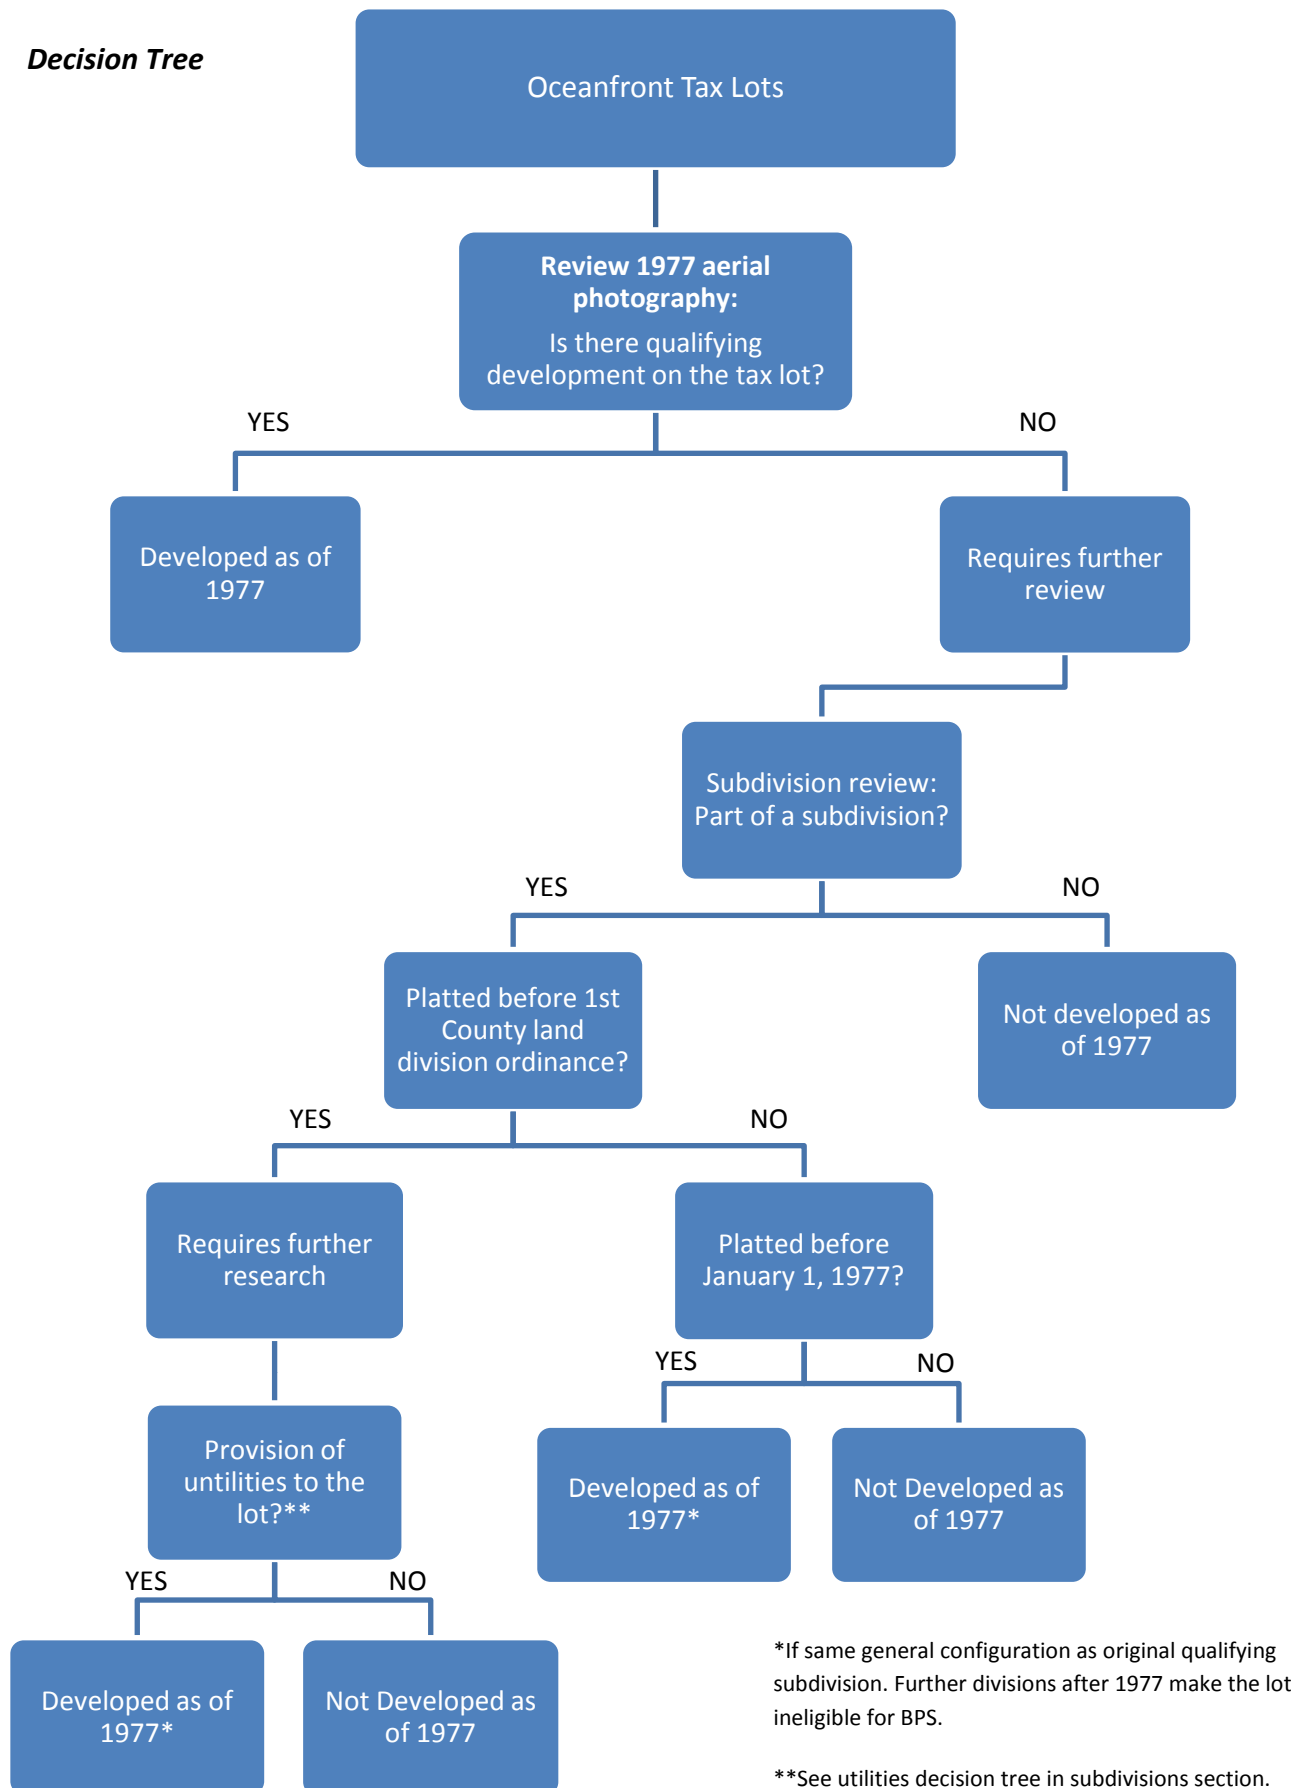 Decision Tree
Oceanfront Tax Lots
Review 1977 aerial
photography:
Is there qualifying
development on the tax lot?
YES
NO
Developed as of
1977
Requires further
review
Subdivision review:
Part of a subdivision?
YES
NO
Platted before 1st
County land
division ordinance?
Not developed as
of 1977
YES
NO
Requires further
research
Platted before
January 1, 1977?
YES
NO
Provision of
untilities to the
lot?**
Developed as of
1977*
Not Developed as
of 1977
YES
NO
Developed as of
1977*
Not Developed as
of 1977
*If same general configuration as original qualifying
subdivision. Further divisions after 1977 make the lot
ineligible for BPS.
**See utilities decision tree in subdivisions section.